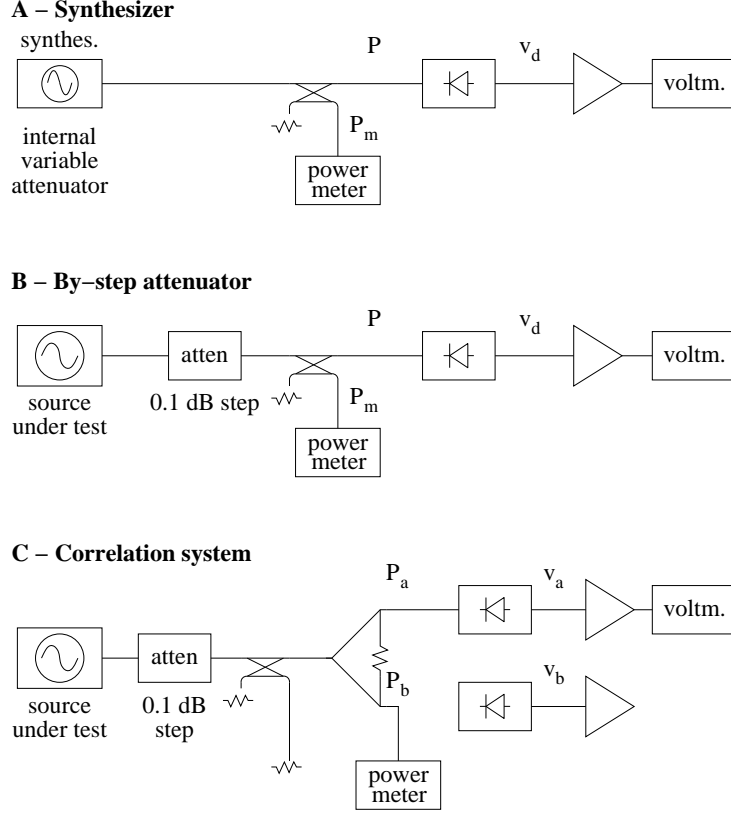 A – Synthesizer
synthes.
P
v_d
voltm.
internal
variable
attenuator
P_m
power
meter
B – By–step attenuator
P
v_d
atten
voltm.
source
under test
0.1 dB step
P_m
power
meter
C – Correlation system
P_a
v_a
voltm.
atten
P_b
v_b
source
under test
0.1 dB
step
power
meter